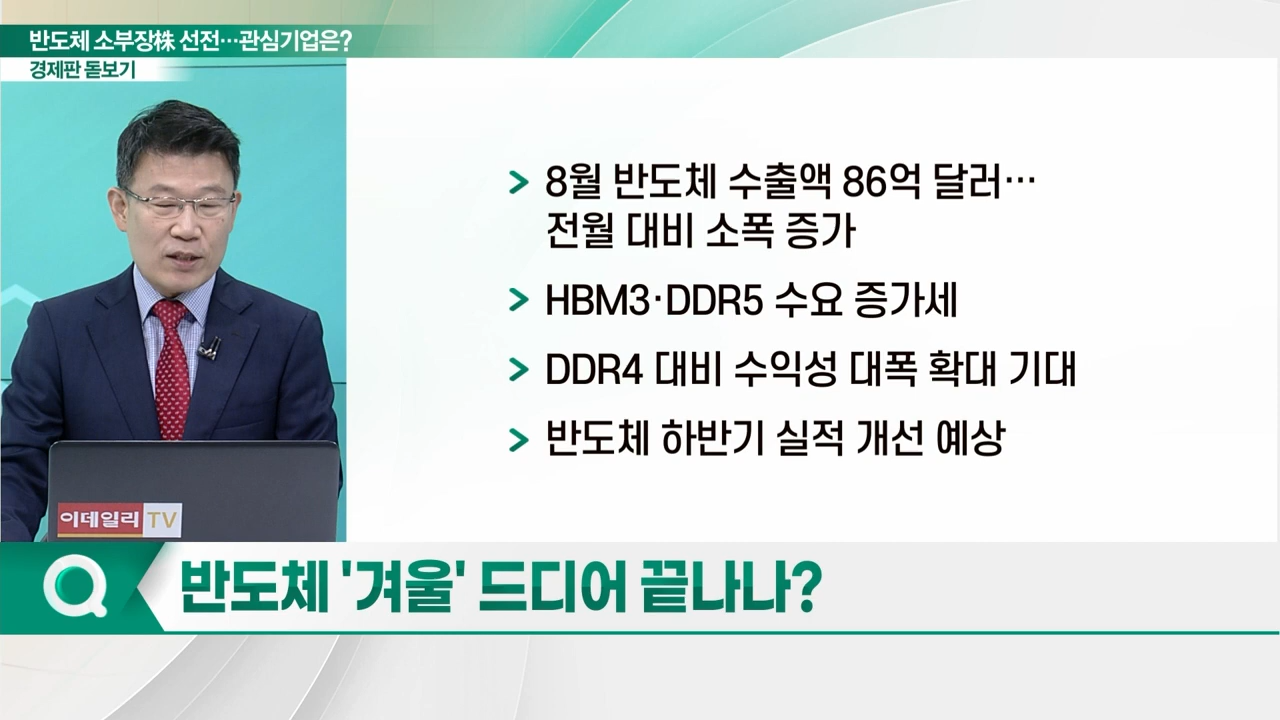 반도체 소부장株 선전…관심기업은?
경제판 돋보기
> 8월 반도체 수출액 86억 달러…
전월 대비 소폭 증가
> HBM3·DDR5 수요 증가세
> DDR4 대비 수익성 대폭 확대 기대
> 반도체 하반기 실적 개선 예상
이데일리 TV
반도체 '겨울' 드디어 끝나나?